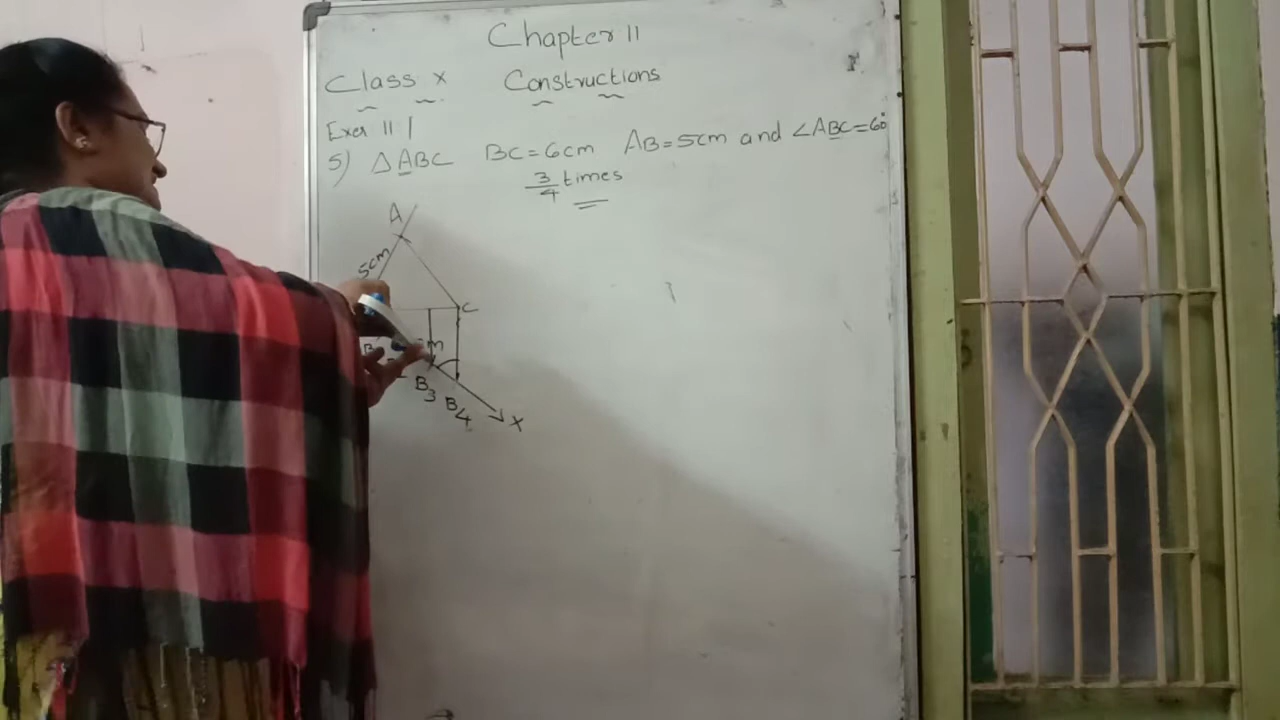 Chapter 11
Class X Constructions
Exer 11 1
5) △ABC BC=6cm AB=5cm and ∠ABC=60°
3/4 times
A
5cm
C
B
m
B3
B4
X